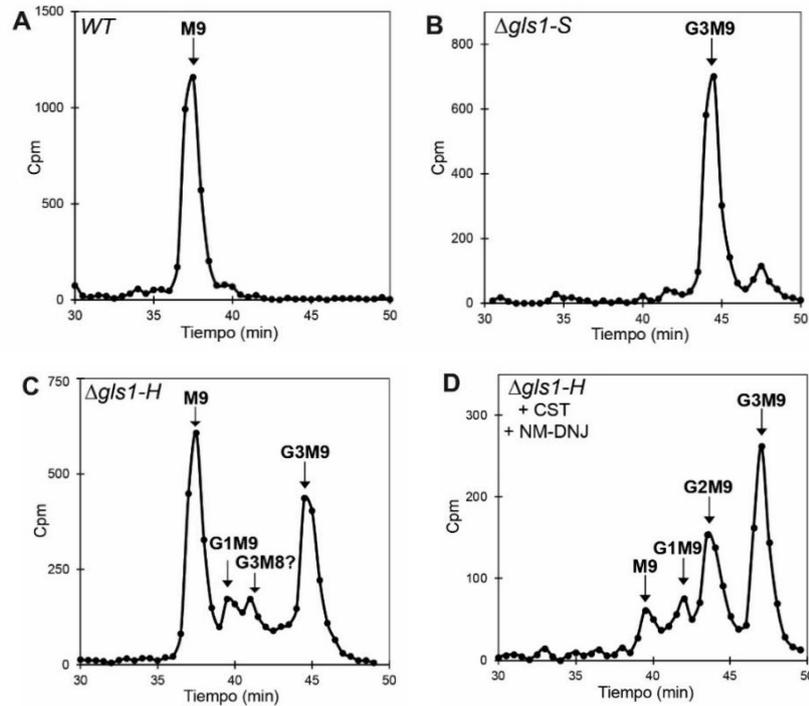 A
WT
1500
1000
500
0
Cpm
M9
30 35 40 45 50
Tiempo (min)
B
Δgls1-S
800
600
400
200
0
Cpm
G3M9
30 35 40 45 50
Tiempo (min)
C
Δgls1-H
750
500
250
0
Cpm
M9
G3M9
G1M9
G3M8?
30 35 40 45 50
Tiempo (min)
D
Δgls1-H
+ CST
+ NM-DNJ
300
200
100
0
Cpm
G3M9
G2M9
G1M9
M9
30 35 40 45 50
Tiempo (min)